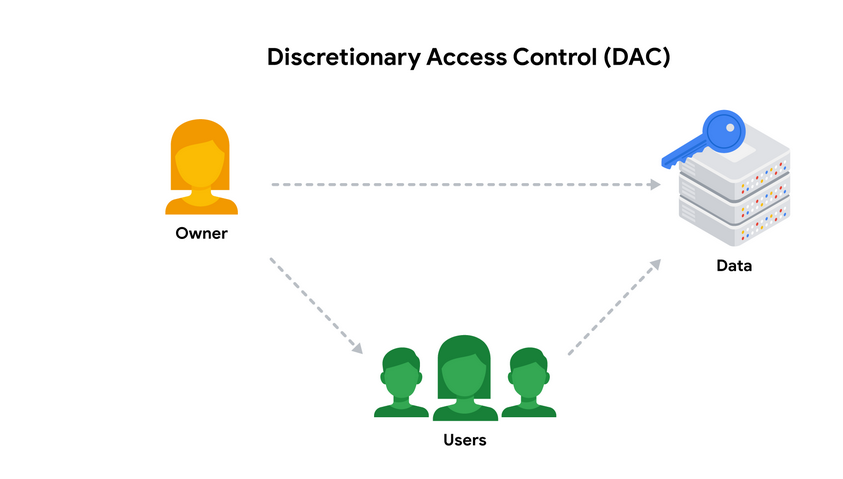 Discretionary Access Control (DAC)
Owner
Data
Users